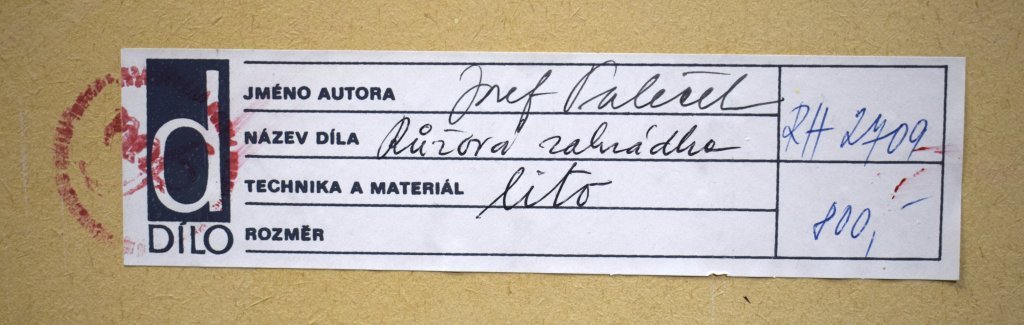 JMÉNO AUTORA Josef Paleček
NÁZEV DÍLA Růžová zahrádka
TECHNIKA A MATERIÁL lito
ROZMĚR
d
DÍLO
RH 2709
800,-